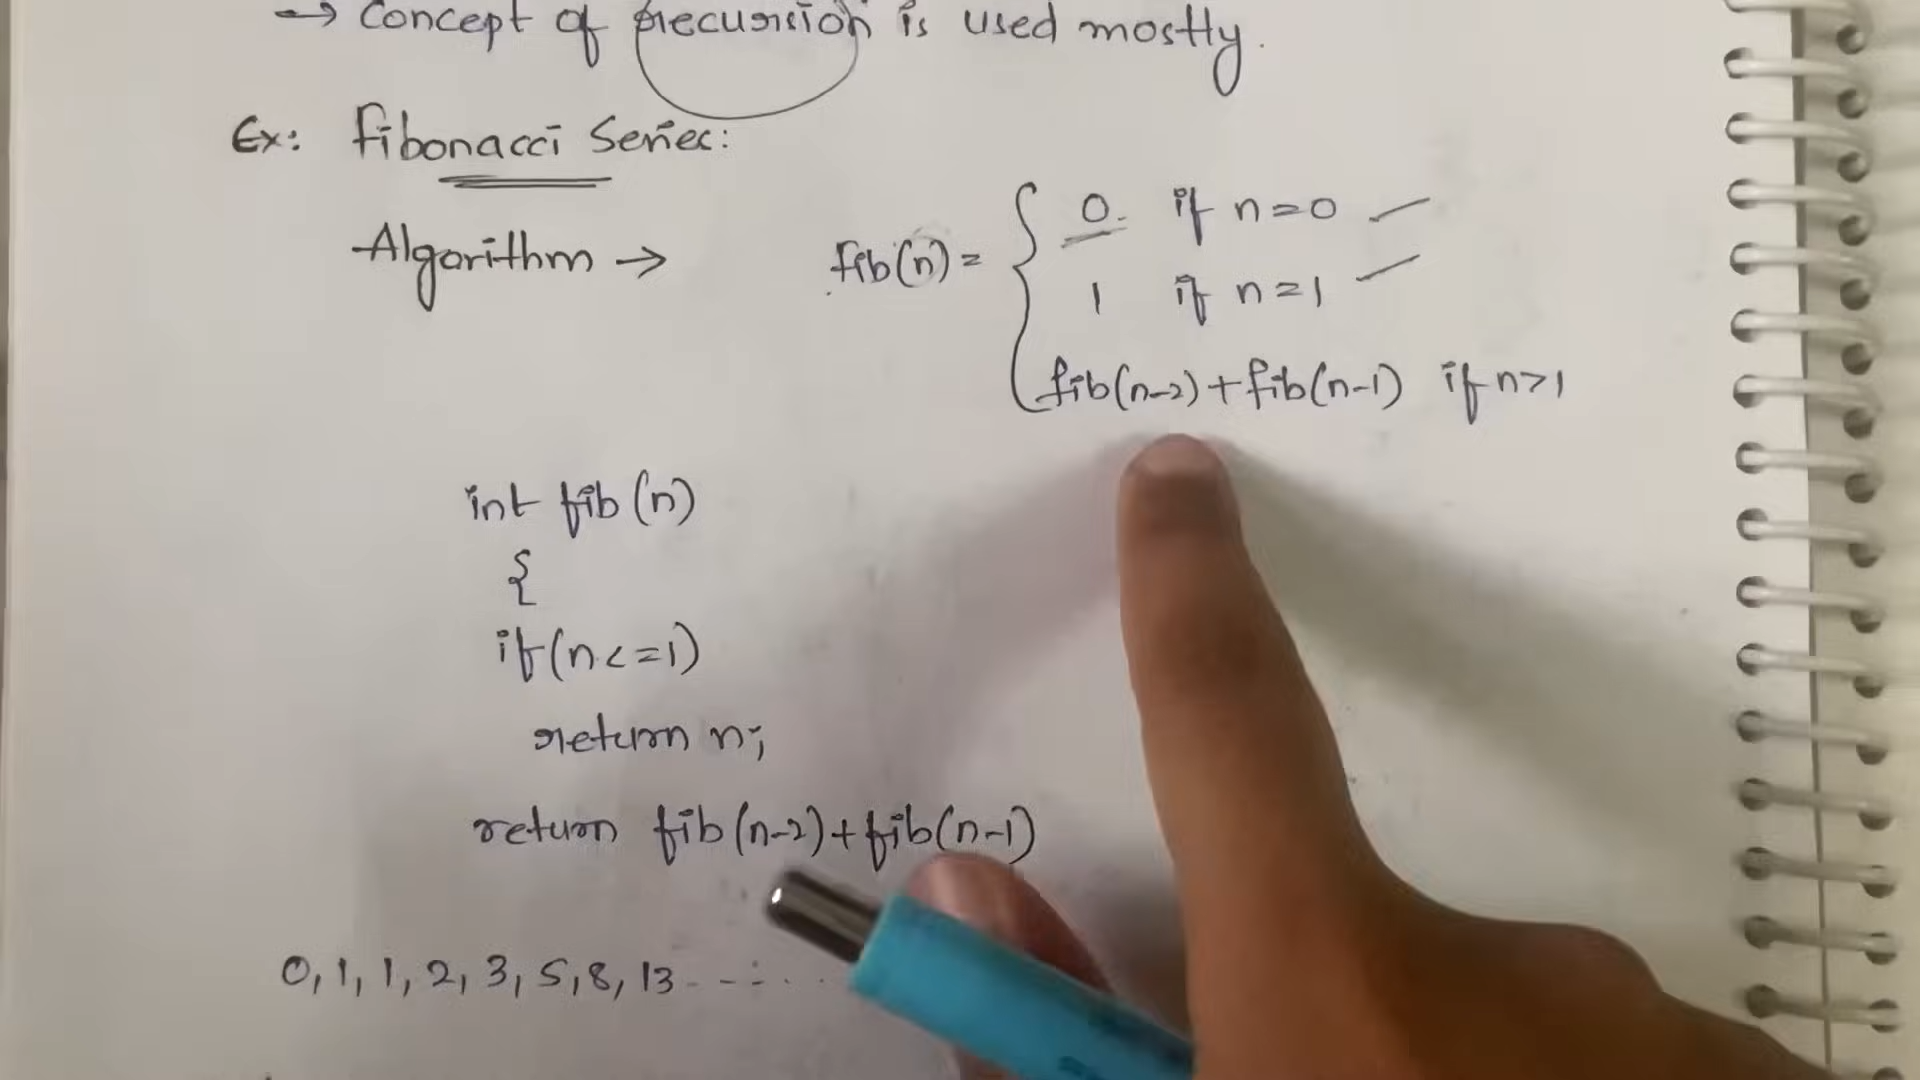 → Concept of recursion is used mostly.
Ex: Fibonacci Series:
Algorithm → fib(n) = { 0 if n=0
1 if n=1
fib(n-2)+fib(n-1) if n>1
int fib(n)
{
if(n<=1)
return n;
return fib(n-2)+fib(n-1)
0, 1, 1, 2, 3, 5, 8, 13 - - - . .